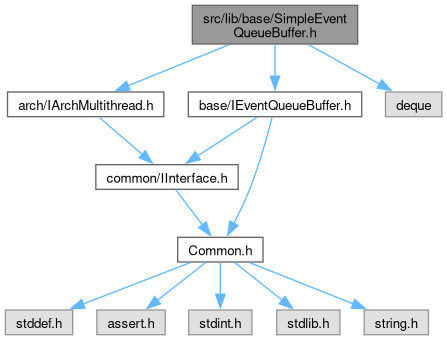 src/lib/base/SimpleEvent
QueueBuffer.h
arch/IArchMultithread.h
base/IEventQueueBuffer.h
deque
common/IInterface.h
Common.h
stddef.h
assert.h
stdint.h
stdlib.h
string.h